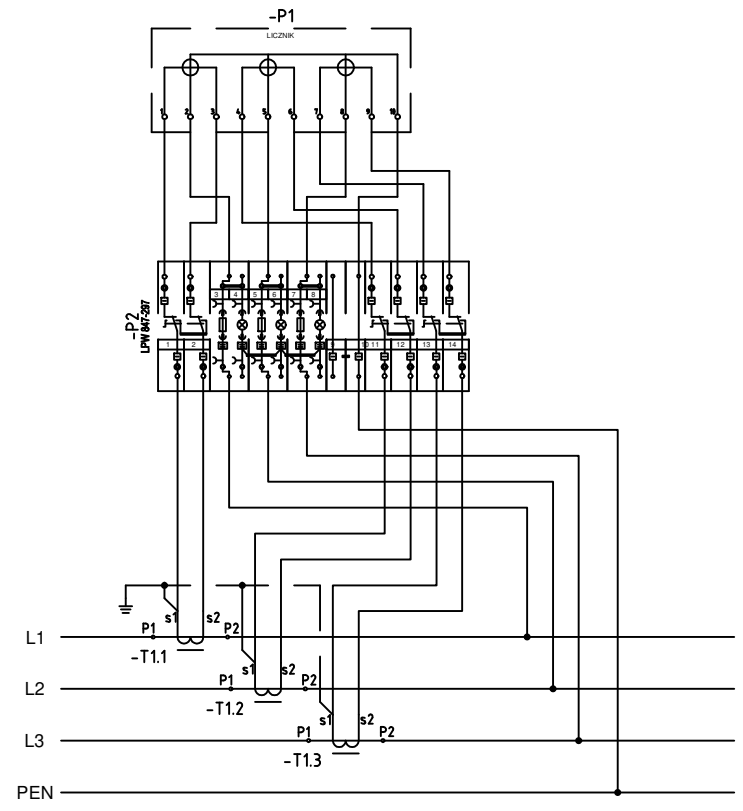 -P1
LICZNIK
1 2 3 4 5 6 7 8 9 10
-P2
LPW 847-297
3 4 5 6 7 8
1 2 10 11 12 13 14
s1 s2
P1 P2
L1
-T1.1
s1 s2
P1 P2
L2
-T1.2
s1 s2
P1 P2
L3
-T1.3
PEN